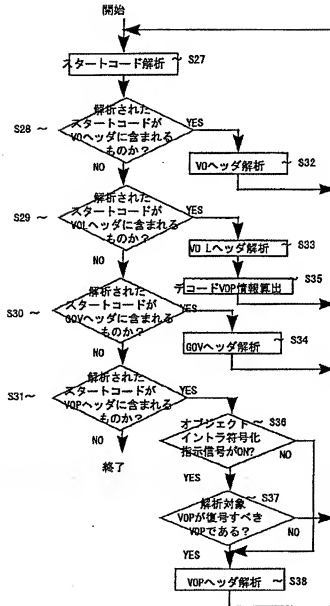 開始
スタートコード解析 ~ S27
解析された
スタートコードが
VOヘッダに含まれる
ものか?
S28 ~
YES
NO
VOヘッダ解析 ~ S32
解析された
スタートコードが
VOLヘッダに含まれる
ものか?
S29 ~
YES
NO
VOLヘッダ解析 ~ S33
デコードVOP情報算出 ~ S35
解析された
スタートコードが
GOVヘッダに含まれる
ものか?
S30 ~
YES
NO
GOVヘッダ解析 ~ S34
解析された
スタートコードが
VOPヘッダに含まれる
ものか?
S31~
YES
NO
終了
オブジェクト ~ S36
イントラ符号化
指示信号がON?
NO
YES
解析対象 ~ S37
VOPが復号すべき
VOPである?
NO
YES
VOPヘッダ解析 ~ S38